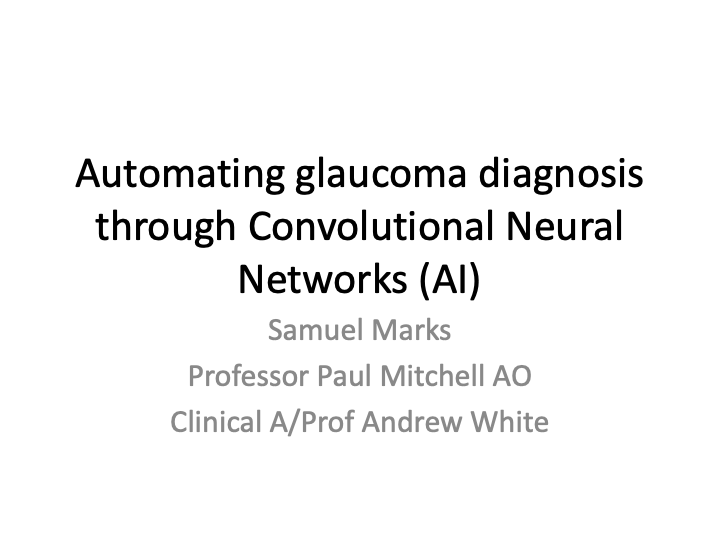 Automating glaucoma diagnosis
through Convolutional Neural
Networks (AI)
Samuel Marks
Professor Paul Mitchell AO
Clinical A/Prof Andrew White